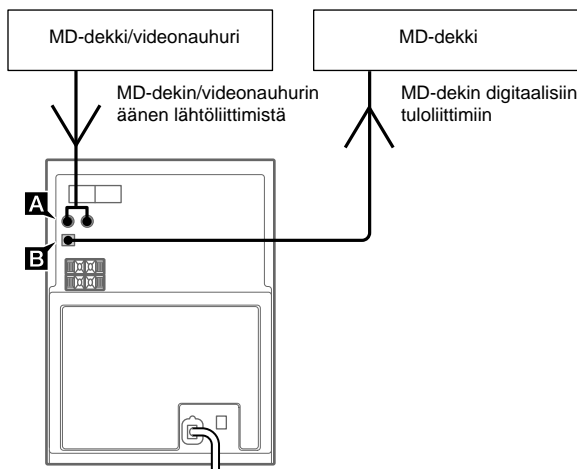 MD-dekki/videonauhuri
MD-dekki
MD-dekin/videonauhurin
äänen lähtöliittimistä
MD-dekin digitaalisiin
tuloliittimiin
A
B